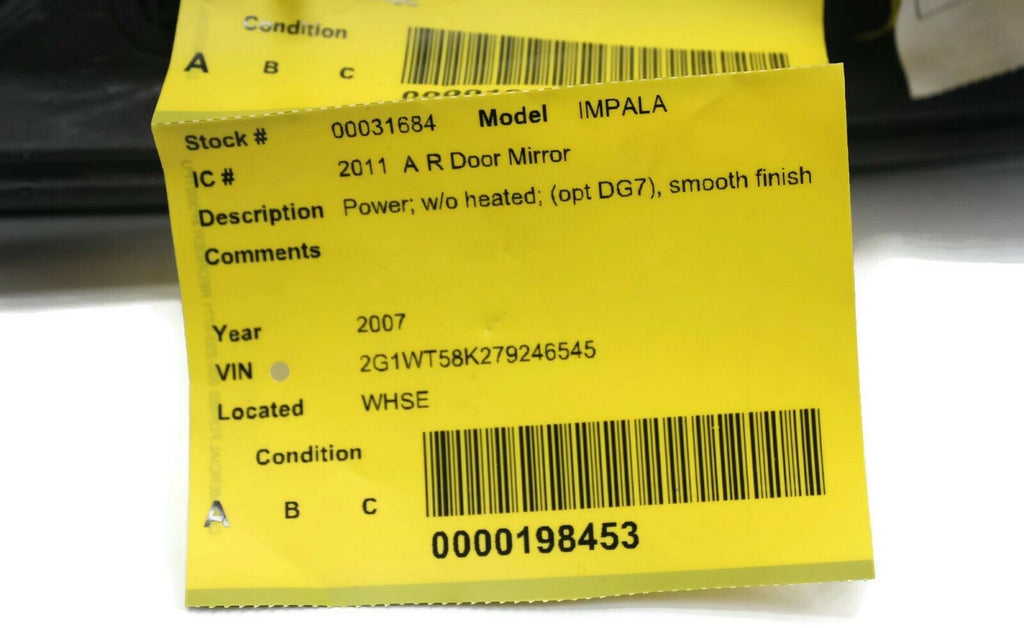 Condition
A B C
Stock # 00031684 Model IMPALA
IC # 2011 A R Door Mirror
Description Power; w/o heated; (opt DG7), smooth finish
Comments
Year 2007
VIN 2G1WT58K279246545
Located WHSE
Condition
A B C
0000198453